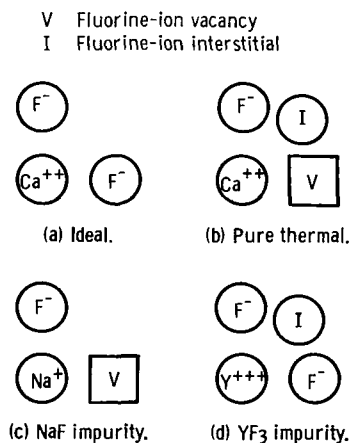 V Fluorine-ion vacancy
I Fluorine-ion interstitial
F⁻
Ca⁺⁺ F⁻
(a) Ideal.
F⁻ I
Ca⁺⁺ V
(b) Pure thermal.
F⁻
Na⁺ V
(c) NaF impurity.
F⁻ I
Y⁺⁺⁺ F⁻
(d) YF₃ impurity.